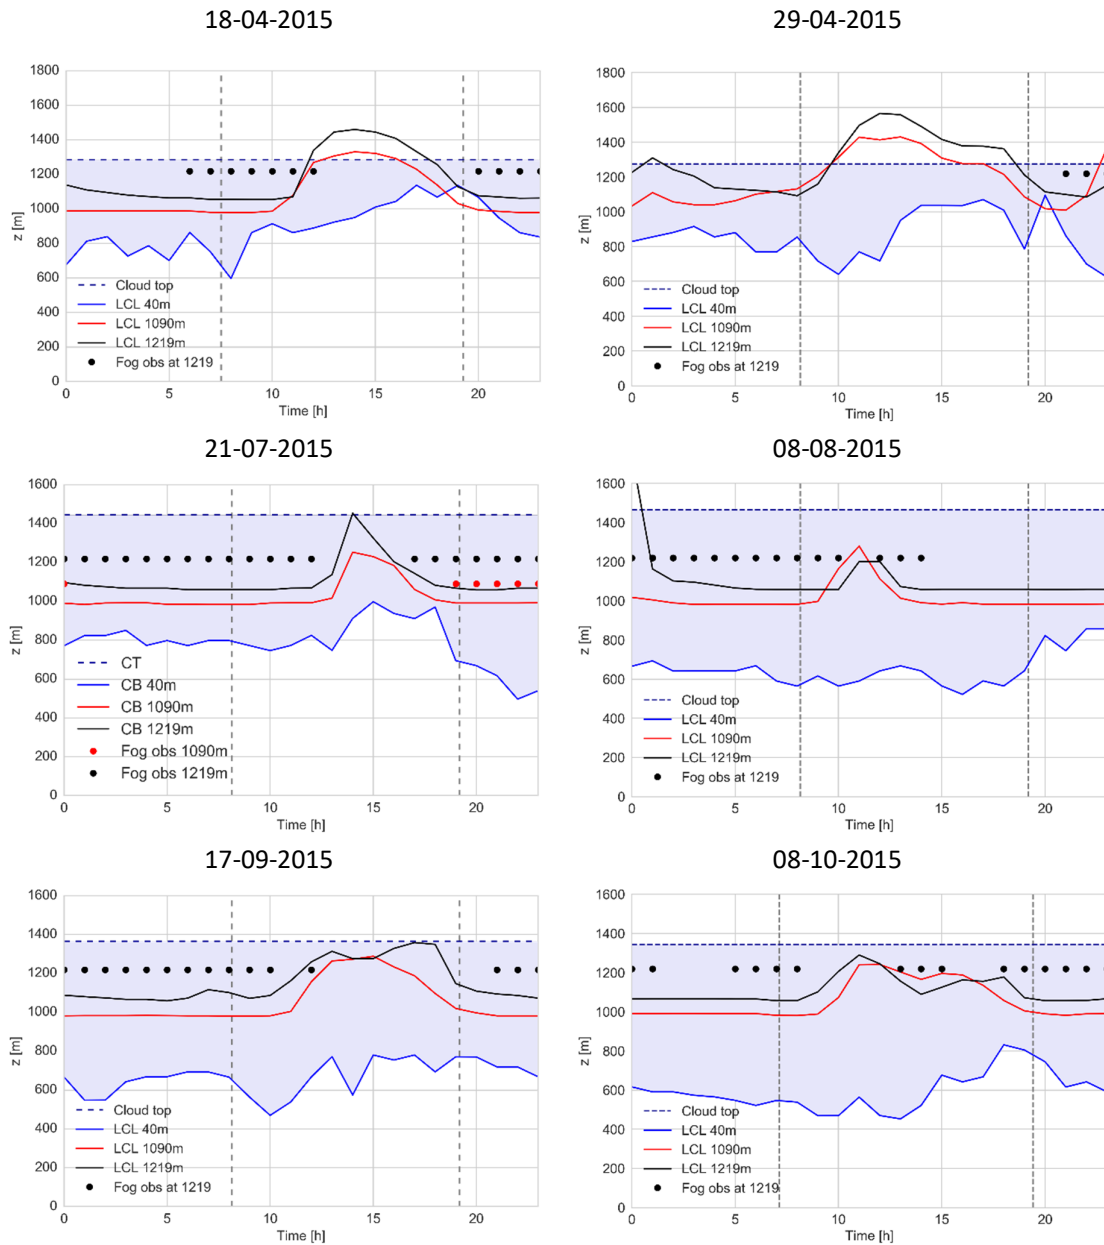 18-04-2015
29-04-2015
1800
1600
1400
1200
1000
800
600
400
200
0
z [m]
Cloud top
LCL 40m
LCL 1090m
LCL 1219m
Fog obs at 1219
0 5 10 15 20
Time [h]
1800
1600
1400
1200
1000
800
600
400
200
0
z [m]
Cloud top
LCL 40m
LCL 1090m
LCL 1219m
Fog obs at 1219
0 5 10 15 20
Time [h]
21-07-2015
08-08-2015
1600
1400
1200
1000
800
600
400
200
0
z [m]
CT
CB 40m
CB 1090m
CB 1219m
Fog obs 1090m
Fog obs 1219m
0 5 10 15 20
Time [h]
1600
1400
1200
1000
800
600
400
200
0
z [m]
Cloud top
LCL 40m
LCL 1090m
LCL 1219m
Fog obs at 1219
0 5 10 15 20
Time [h]
17-09-2015
08-10-2015
1600
1400
1200
1000
800
600
400
200
0
z [m]
Cloud top
LCL 40m
LCL 1090m
LCL 1219m
Fog obs at 1219
0 5 10 15 20
Time [h]
1600
1400
1200
1000
800
600
400
200
0
z [m]
Cloud top
LCL 40m
LCL 1090m
LCL 1219m
Fog obs at 1219
0 5 10 15 20
Time [h]